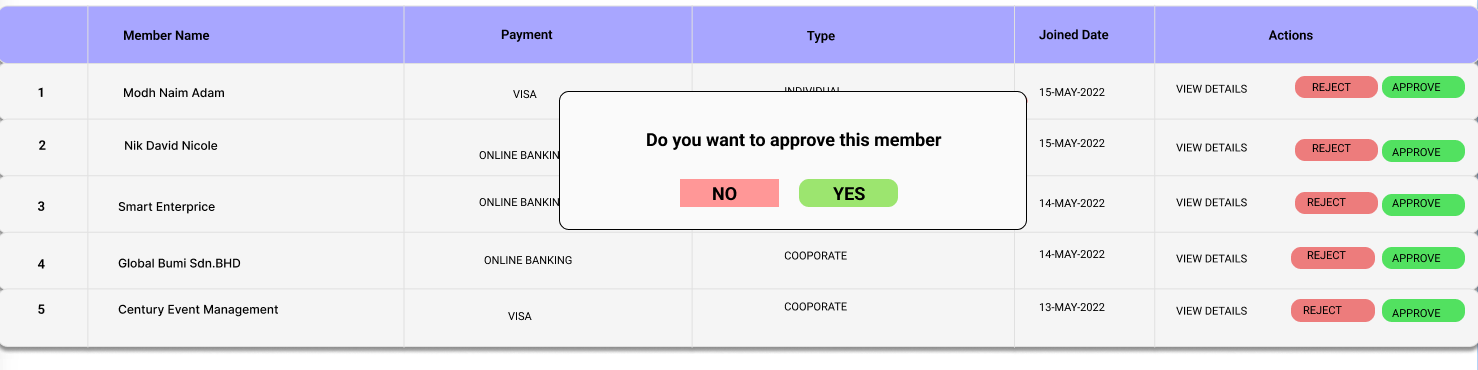 Member Name Payment Type Joined Date Actions
1 Modh Naim Adam VISA INDIVIDUAL 15-MAY-2022 VIEW DETAILS REJECT APPROVE
2 Nik David Nicole ONLINE BANKIN 15-MAY-2022 VIEW DETAILS REJECT APPROVE
Do you want to approve this member
NO YES
3 Smart Enterprice ONLINE BANKIN 14-MAY-2022 VIEW DETAILS REJECT APPROVE
4 Global Bumi Sdn.BHD ONLINE BANKING COOPORATE 14-MAY-2022 VIEW DETAILS REJECT APPROVE
5 Century Event Management VISA COOPORATE 13-MAY-2022 VIEW DETAILS REJECT APPROVE